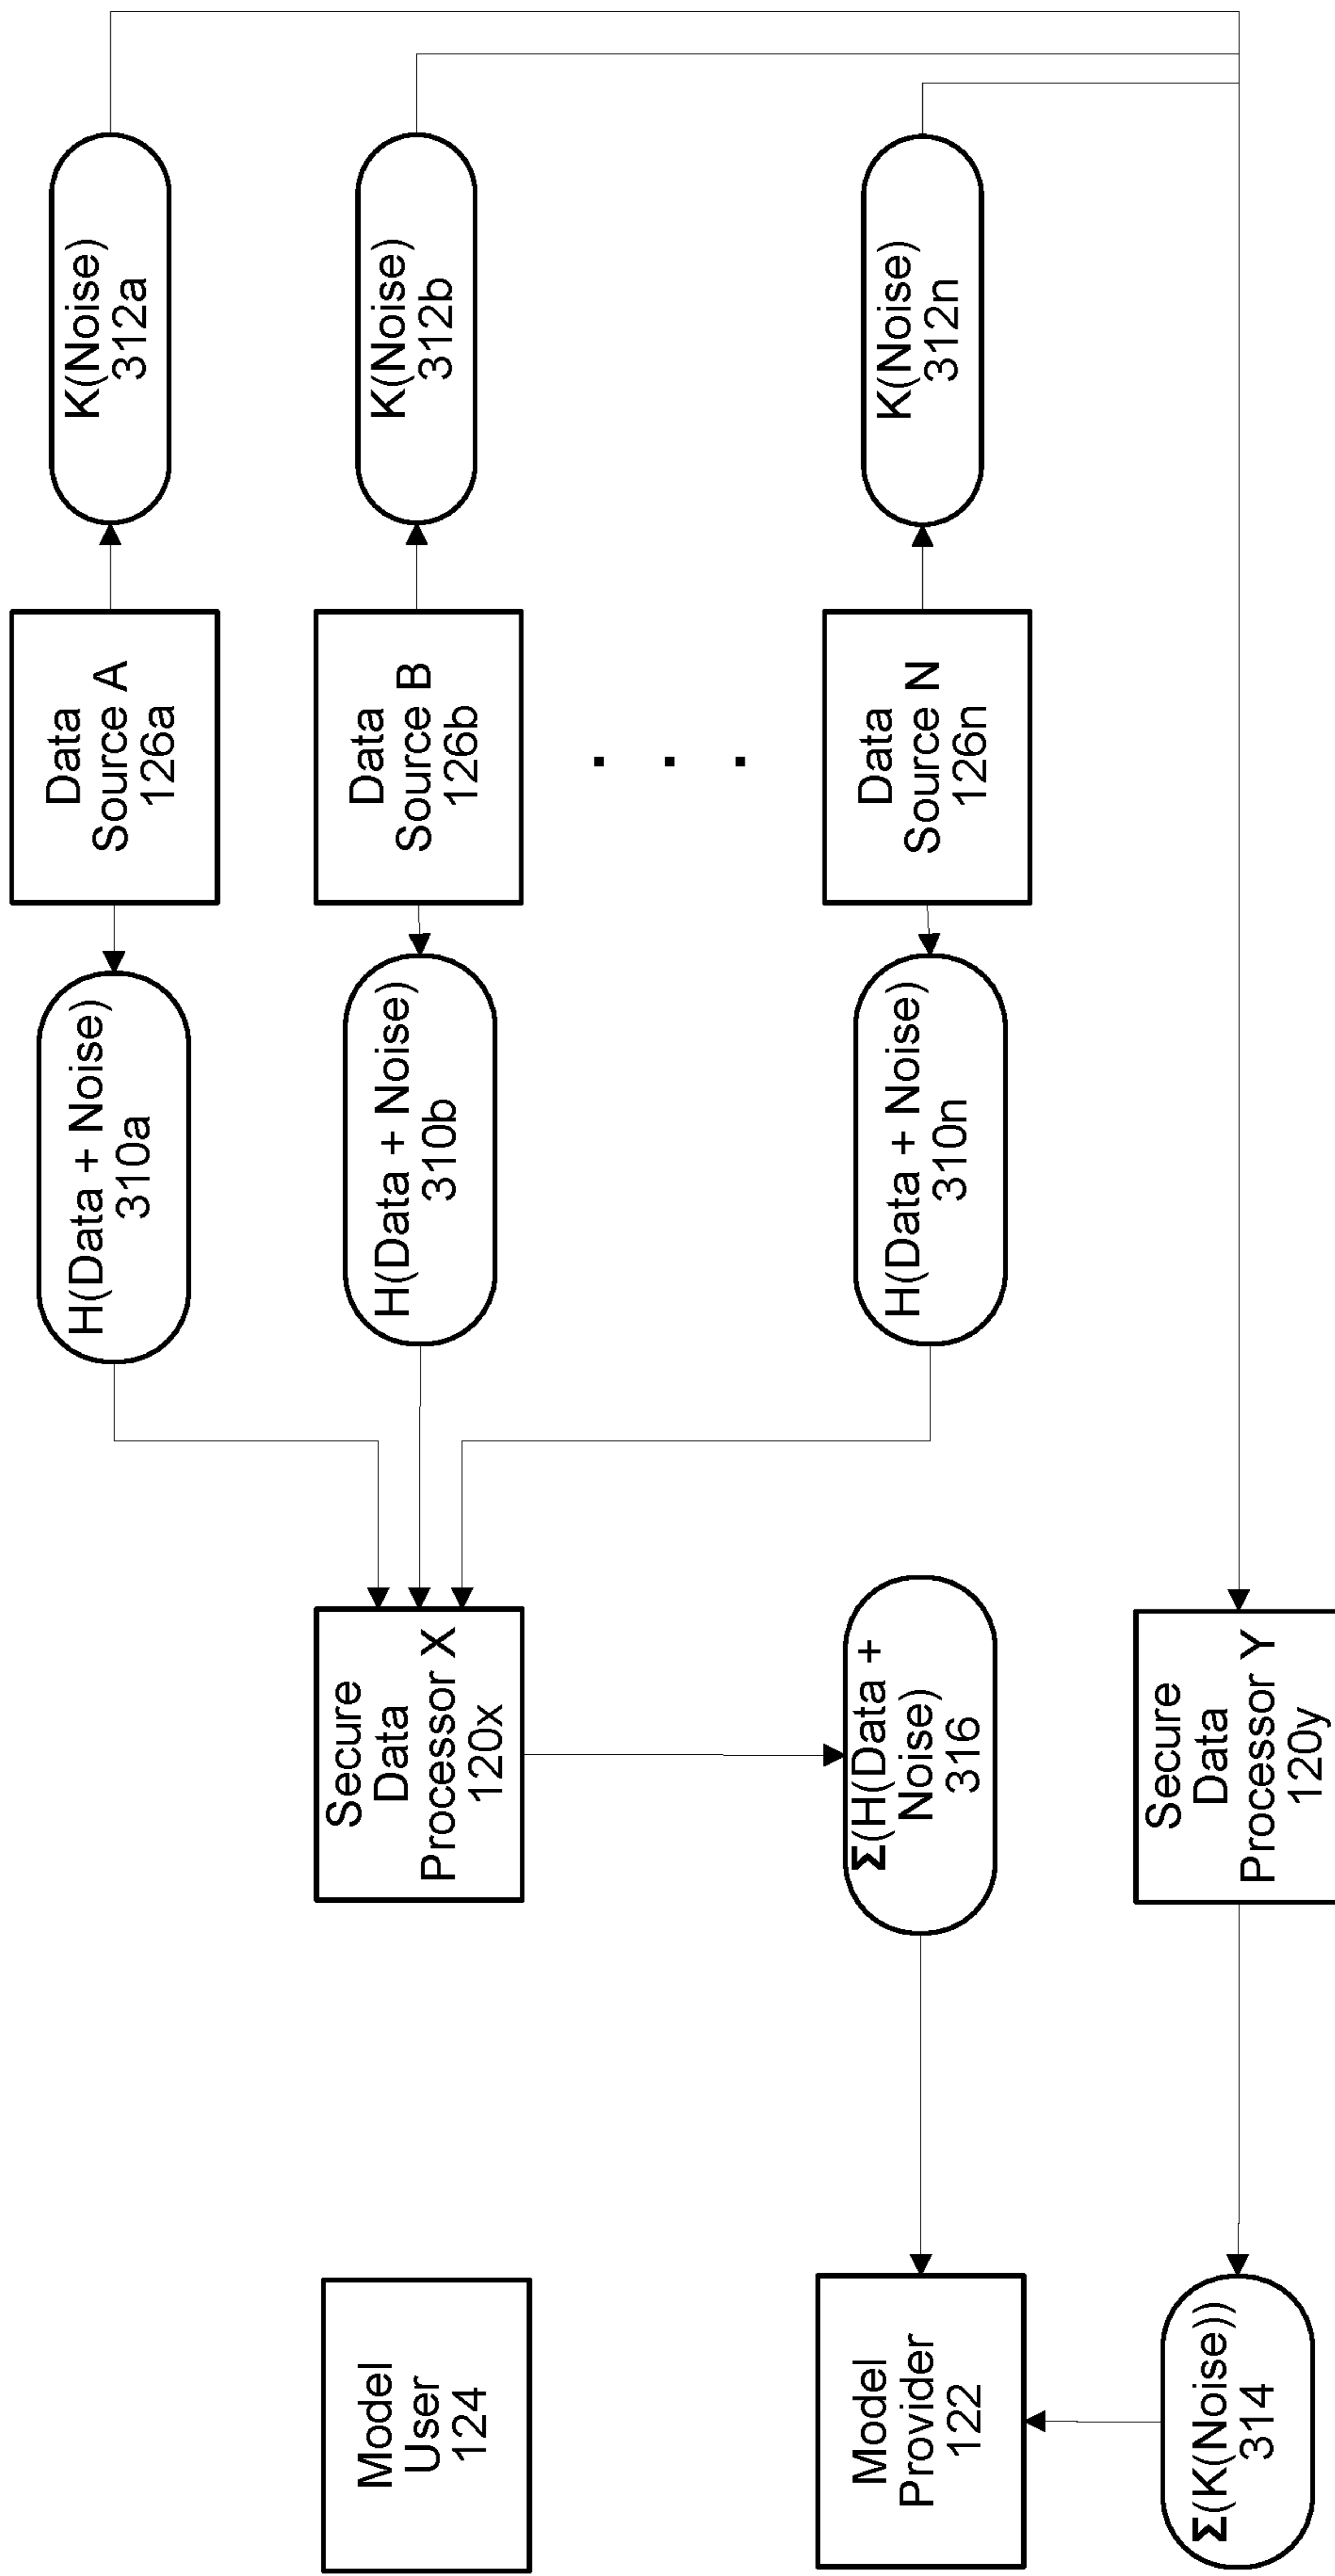 H(Data + Noise)
310a
Data
Source A
126a
K(Noise)
312a
Model
User
124
Secure
Data
Processor X
120x
H(Data + Noise)
310b
Data
Source B
126b
K(Noise)
312b
. . .
Model
Provider
122
Σ(H(Data +
Noise)
316
H(Data + Noise)
310n
Data
Source N
126n
K(Noise)
312n
Σ(K(Noise))
314
Secure
Data
Processor Y
120y